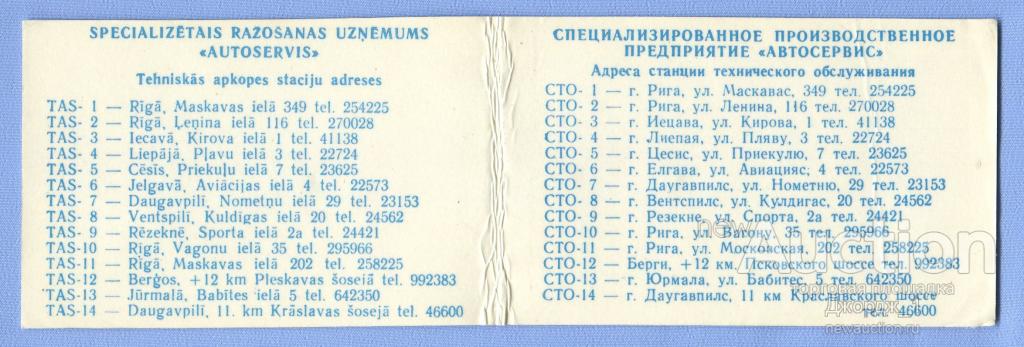 SPECIALIZĒTAIS RAŽOŠANAS UZŅĒMUMS
«AUTOSERVIS»
Tehniskās apkopes staciju adreses
TAS- 1 — Rīgā, Maskavas ielā 349 tel. 254225
TAS- 2 — Rīgā, Ļeņina ielā 116 tel. 270028
TAS- 3 — Iecavā, Kirova ielā 1 tel. 41138
TAS- 4 — Liepājā, Pļavu ielā 3 tel. 22724
TAS- 5 — Cēsīs, Priekuļu ielā 7 tel. 23625
TAS- 6 — Jelgavā, Aviācijas ielā 4 tel. 22573
TAS- 7 — Daugavpilī, Nometņu ielā 29 tel. 23153
TAS- 8 — Ventspilī, Kuldīgas ielā 20 tel. 24562
TAS- 9 — Rēzeknē, Sporta ielā 2a tel. 24421
TAS-10 — Rīgā, Vagonu ielā 35 tel. 295966
TAS-11 — Rīgā, Maskavas ielā 202 tel. 258225
TAS-12 — Berģos, +12 km Pleskavas šosejā tel. 992383
TAS-13 — Jūrmalā, Babītes ielā 5 tel. 642350
TAS-14 — Daugavpilī, 11. km Krāslavas šosejā tel. 46600
СПЕЦИАЛИЗИРОВАННОЕ ПРОИЗВОДСТВЕННОЕ
ПРЕДПРИЯТИЕ «АВТОСЕРВИС»
Адреса станции технического обслуживания
СТО- 1 — г. Рига, ул. Маскавас, 349 тел. 254225
СТО- 2 — г. Рига, ул. Ленина, 116 тел. 270028
СТО- 3 — г. Иецава, ул. Кирова, 1 тел. 41138
СТО- 4 — г. Лиепая, ул. Пляву, 3 тел. 22724
СТО- 5 — г. Цесис, ул. Приекулю, 7 тел. 23625
СТО- 6 — г. Елгава, ул. Авиацияс, 4 тел. 22573
СТО- 7 — г. Даугавпилс, ул. Нометню, 29 тел. 23153
СТО- 8 — г. Вентспилс, ул. Кулдигас, 20 тел. 24562
СТО- 9 — г. Резекне, ул. Спорта, 2а тел. 24421
СТО-10 — г. Рига, ул. Вагону, 35 тел. 295966
СТО-11 — г. Рига, ул. Московская, 202 тел. 258225
СТО-12 — Берги, +12 км. Псковского шоссе тел. 992383
СТО-13 — г. Юрмала, ул. Бабитес 5 тел. 642350
СТО-14 — г. Даугавпилс, 11 км Краславского шоссе
тел. 46600
newAuction
торговая площадка
Джордж_1
newauction.ru